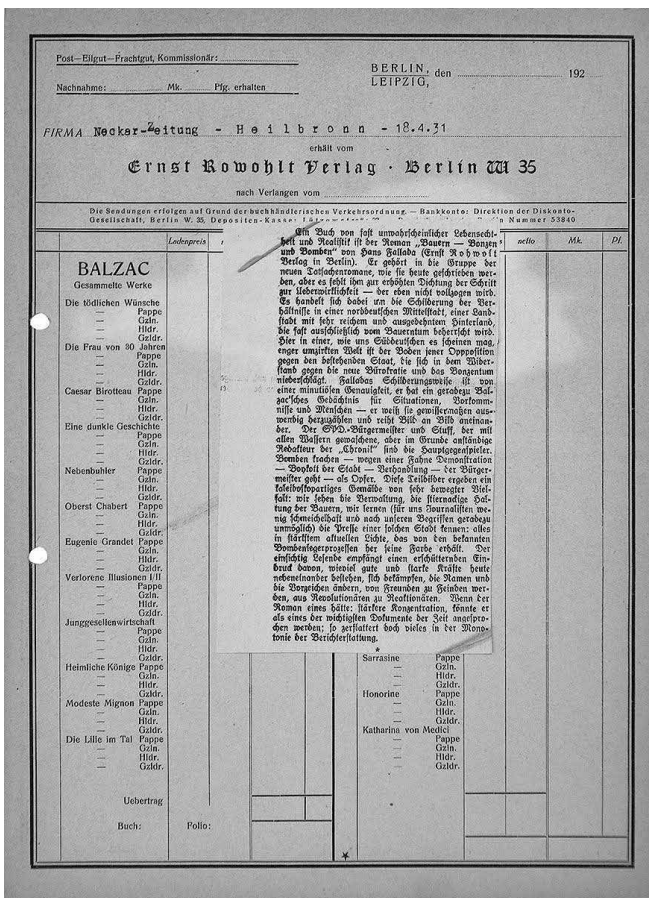 Post—Eilgut—Frachtgut, Kommissionär:
BERLIN, den 192
LEIPZIG,
Nachnahme: Mk. Pfg. erhalten
FIRMA Neckar-Zeitung - Heilbronn - 18.4.31
erhält vom
Ernst Rowohlt Verlag · Berlin W 35
nach Verlangen vom
Die Sendungen erfolgen auf Grund der buchhändlerischen Verkehrsordnung. — Bankkonto: Direktion der Diskonto-
Gesellschaft, Berlin W. 35, Depositen-Kasse: Nummer 53840
Ladenpreis
netto Mk. Pf.
Ein Buch von fast unwahrscheinlicher Lebensecht-
heit und Realistik ist der Roman „Bauern — Bonzen
und Bomben" von Hans Fallaba (Ernst Rohwolt
Verlag in Berlin). Er gehört in die Gruppe der
neuen Tatsachenromane, wie sie heute geschrieben wer-
den, aber es fehlt ihm zur erhöhten Dichtung der Schritt
zur Ueberwirklichkeit — der eben nicht vollzogen wird.
Es handelt sich dabei um die Schilderung der Ver-
hältnisse in einer norddeutschen Mittelstadt, einer Land-
stadt mit sehr reichem und ausgedehntem Hinterland,
die fast ausschließlich vom Bauerntum beherrscht wird.
Hier in einer, wie uns Süddeutschen es scheinen mag,
enger umzirkten Welt ist der Boden jener Oppposition
gegen den bestehenden Staat, die sich in dem Wider-
stand gegen die neue Bürokratie und das Bonzentum
niederschlägt. Falladas Schilderungsweise ist von
einer minutiösen Genauigkeit, er hat ein geradezu Bal-
zac'sches Gedächtnis für Situationen, Vorkomm-
nisse und Menschen — er weiß sie gewissermaßen aus-
wendig herzuzählen und reiht Bild an Bild aneinan-
der. Der SPD.-Bürgermeister und Stuff, der mit
allen Wassern gewaschene, aber im Grunde anständige
Redakteur der „Chronik" sind die Hauptgegenspieler.
Bomben krachen — wegen einer Fahne Demonstration
— Boykott der Stadt — Verhandlung — der Bürger-
meister geht — als Opfer. Diese Teilbilder ergeben ein
kaleidoskopartiges Gemälde von sehr bewegter Viel-
falt: wir sehen die Verwaltung, die stiernackige Hal-
tung der Bauern, wir lernen (für uns Journalisten we-
nig schmeichelhaft und nach unseren Begriffen geradezu
unmöglich) die Presse einer solchen Stadt kennen: alles
in stärkstem aktuellen Lichte, das von den bekannten
Bombenlegerprozessen her seine Farbe erhält. Der
einsichtig Lesende empfängt einen erschütternden Ein-
druck davon, wieviel gute und starke Kräfte heute
nebeneinander bestehen, sich bekämpfen, die Namen und
die Vorzeichen ändern, von Freunden zu Feinden wer-
den, aus Revolutionären zu Reaktionären. Wenn der
Roman eines hätte: stärkere Konzentration, könnte er
als eines der wichtigsten Dokumente der Zeit angespro-
chen werden; so zerflattert doch vieles in der Mono-
tonie der Berichterstattung.
*
BALZAC
Gesammelte Werke
Die tödlichen Wünsche
— Pappe
— Gzln.
— Hldr.
— Gzldr.
Die Frau von 30 Jahren
— Pappe
— Gzln.
— Hldr.
— Gzldr.
Caesar Birotteau Pappe
— Gzln.
— Hldr.
— Gzldr.
Eine dunkle Geschichte
— Pappe
— Gzln.
— Hldr.
— Gzldr.
Nebenbuhler Pappe
— Gzln.
— Hldr.
— Gzldr.
Oberst Chabert Pappe
— Gzln.
— Hldr.
— Gzldr.
Eugenie Grandet Pappe
— Gzln.
— Hldr.
— Gzldr.
Verlorene Illusionen I/II
— Pappe
— Gzln.
— Hldr.
— Gzldr.
Junggesellenwirtschaft
— Pappe
— Gzln.
— Hldr.
— Gzldr.
Heimliche Könige Pappe
— Gzln.
— Hldr.
— Gzldr.
Modeste Mignon Pappe
— Gzln.
— Hldr.
— Gzldr.
Die Lilie im Tal Pappe
— Gzln.
— Hldr.
— Gzldr.
Uebertrag
Buch: Folio:
Sarrasine Pappe
— Gzln.
— Hldr.
— Gzldr.
Honorine Pappe
— Gzln.
— Hldr.
— Gzldr.
Katharina von Medici
— Pappe
— Gzln.
— Hldr.
— Gzldr.